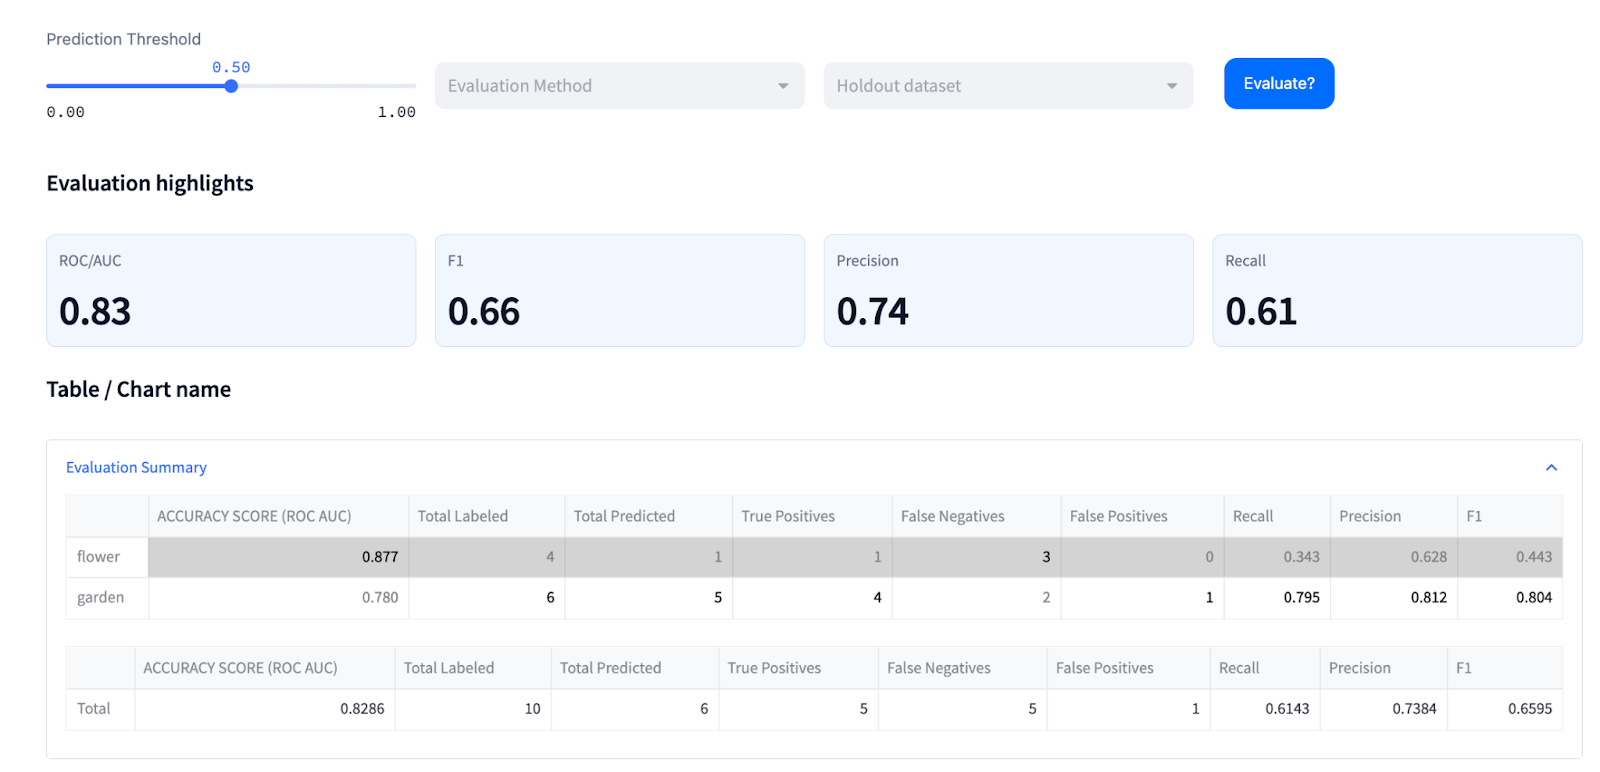 Prediction Threshold
0.50
0.00 1.00
Evaluation Method
Holdout dataset
Evaluate?
Evaluation highlights
ROC/AUC
0.83
F1
0.66
Precision
0.74
Recall
0.61
Table / Chart name
Evaluation Summary
ACCURACY SCORE (ROC AUC) Total Labeled Total Predicted True Positives False Negatives False Positives Recall Precision F1
flower 0.877 4 1 1 3 0 0.343 0.628 0.443
garden 0.780 6 5 4 2 1 0.795 0.812 0.804
ACCURACY SCORE (ROC AUC) Total Labeled Total Predicted True Positives False Negatives False Positives Recall Precision F1
Total 0.8286 10 6 5 5 1 0.6143 0.7384 0.6595